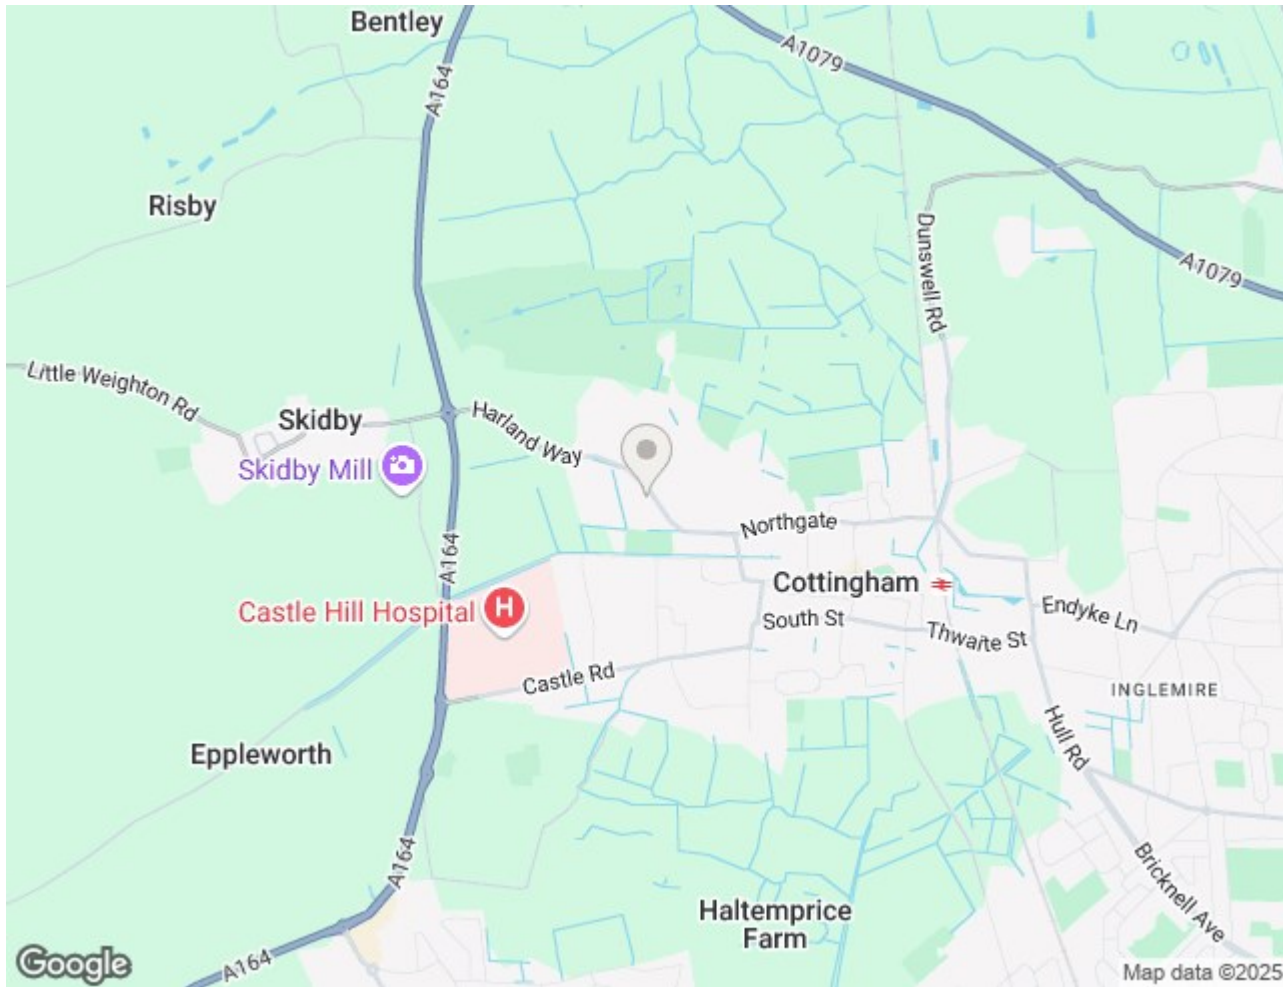 Bentley
A164
A1079
Risby
Dunswell Rd
A1079
Little Weighton Rd
Skidby
Harland Way
Skidby Mill
Northgate
A164
Cottingham
Castle Hill Hospital
H
South St
Endyke Ln
Thwaite St
Castle Rd
INGLEMIRE
Eppleworth
Hull Rd
A164
Bricknell Ave
Haltemprice
Farm
A164
Google
Map data ©2025